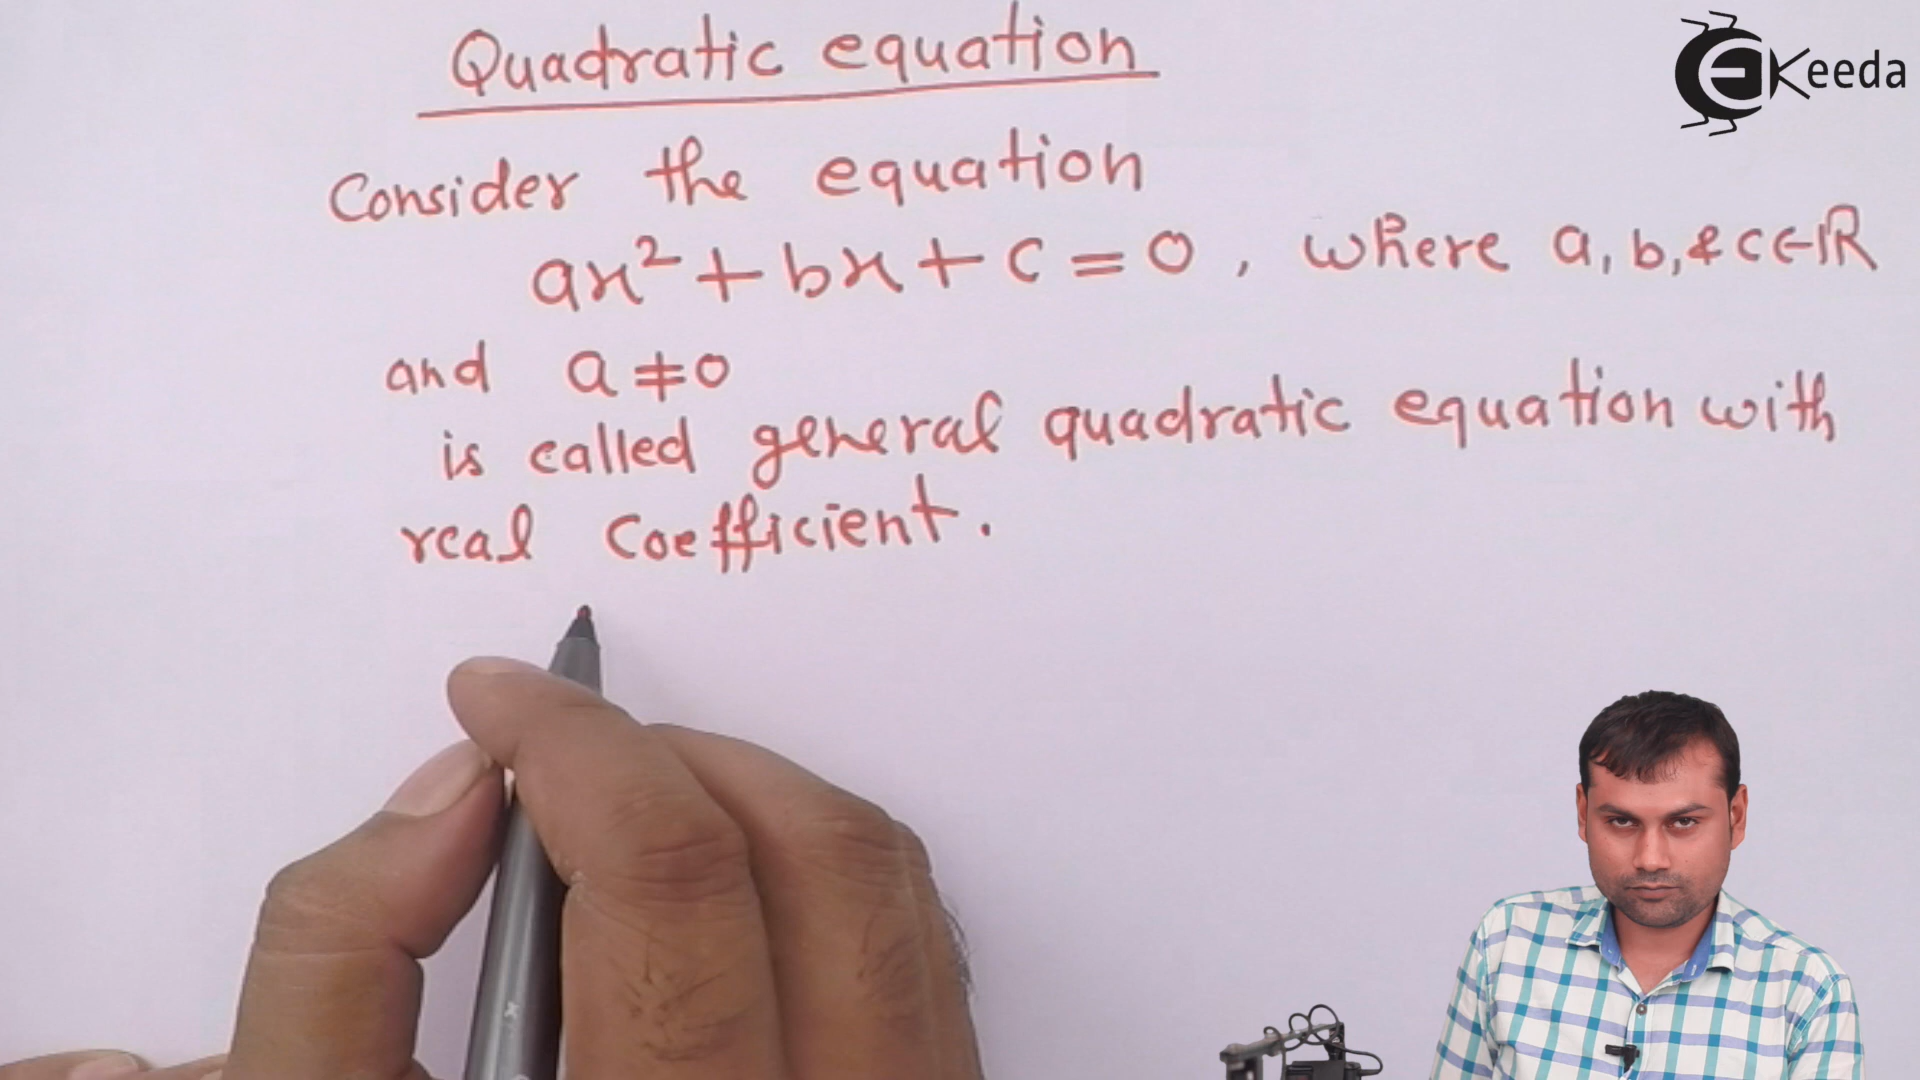 Quadratic equation
Keeda
Consider the equation
ax² + bx + c = 0, where a, b, & c ∈ ℝ
and a ≠ 0
is called general quadratic equation with
real coefficient.